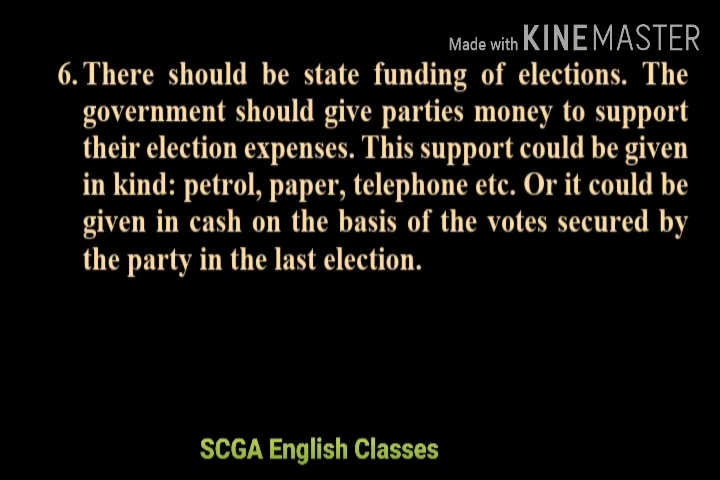 Made with KINEMASTER
6. There should be state funding of elections. The
government should give parties money to support
their election expenses. This support could be given
in kind: petrol, paper, telephone etc. Or it could be
given in cash on the basis of the votes secured by
the party in the last election.
SCGA English Classes